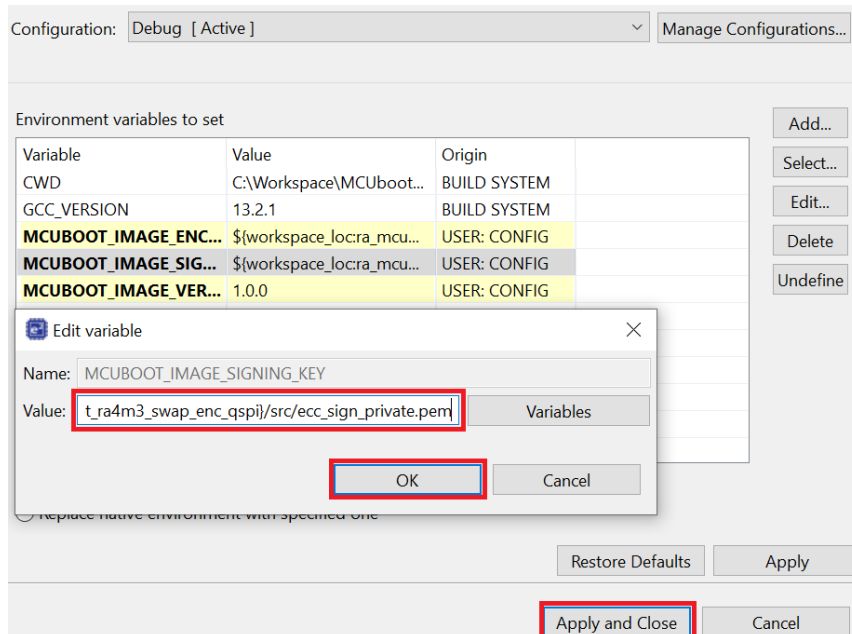 Configuration: Debug [ Active ] Manage Configurations...
Environment variables to set
Add...
Variable Value Origin
Select...
CWD C:\Workspace\MCUboot... BUILD SYSTEM
GCC_VERSION 13.2.1 BUILD SYSTEM
Edit...
MCUBOOT_IMAGE_ENC... ${workspace_loc:ra_mcu... USER: CONFIG
Delete
MCUBOOT_IMAGE_SIG... ${workspace_loc:ra_mcu... USER: CONFIG
Undefine
MCUBOOT_IMAGE_VER... 1.0.0 USER: CONFIG
Edit variable
Name: MCUBOOT_IMAGE_SIGNING_KEY
Value: t_ra4m3_swap_enc_qspi}/src/ecc_sign_private.pem Variables
OK Cancel
Replace native environment with specified one
Restore Defaults Apply
Apply and Close Cancel